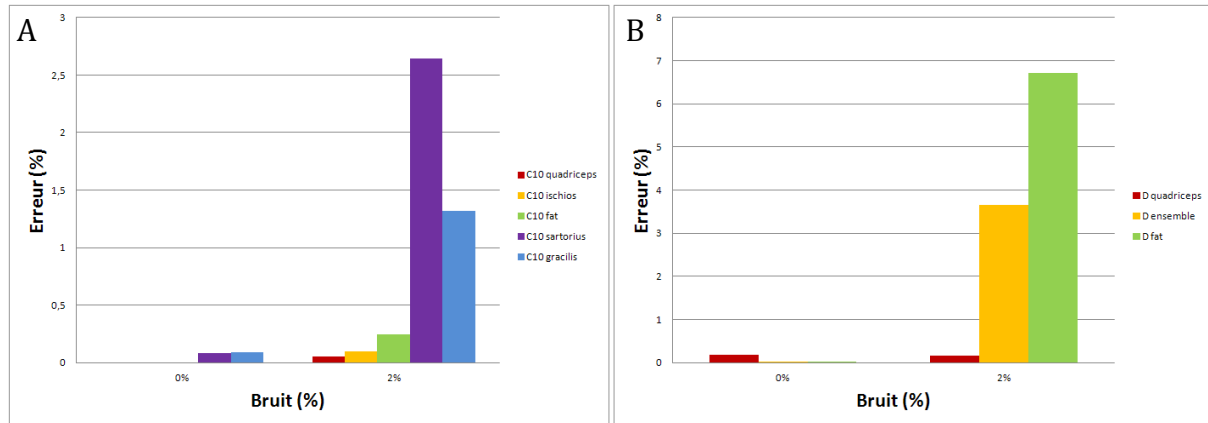 A
3
2,5
2
1,5
1
0,5
0
Erreur (%)
0%
2%
Bruit (%)
C10 quadriceps
C10 ischios
C10 fat
C10 sartorius
C10 gracilis
B
8
7
6
5
4
3
2
1
0
Erreur (%)
0%
2%
Bruit (%)
D quadriceps
D ensemble
D fat